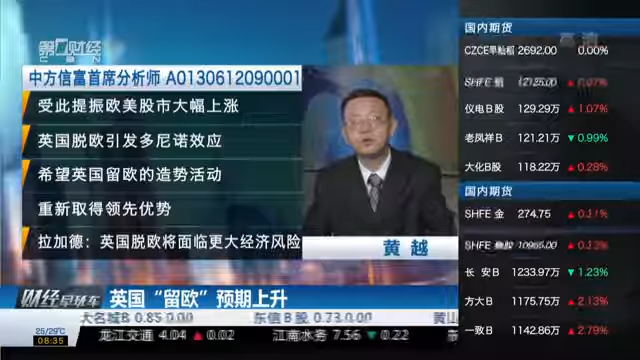 第一财经
CBN
中方信富首席分析师 A0130612090001
受此提振欧美股市大幅上涨
英国脱欧引发多尼诺效应
希望英国留欧的造势活动
重新取得领先优势
拉加德：英国脱欧将面临更大经济风险
黄 越
财经早班车
英国“留欧”预期上升
大名城B 0.85 0.00 东信B股 0.73 0.00 黄山
25/29℃
08:35
龙江交通 4.04 ▲ 0.02 江南水务 7.56 ▼ 0.22
国内期货
CZCE早籼稻 2692.00 0.00%
仪电B股 129.29万 ▲ 1.07%
老凤祥B 121.21万 ▼ 0.99%
大化B股 118.22万 ▲ 0.28%
国内期货
SHFE 金 274.75
长 安B 1233.97万 ▼ 1.23%
方大B 1175.75万 ▲ 2.13%
一致B 1142.86万 ▲ 2.79%